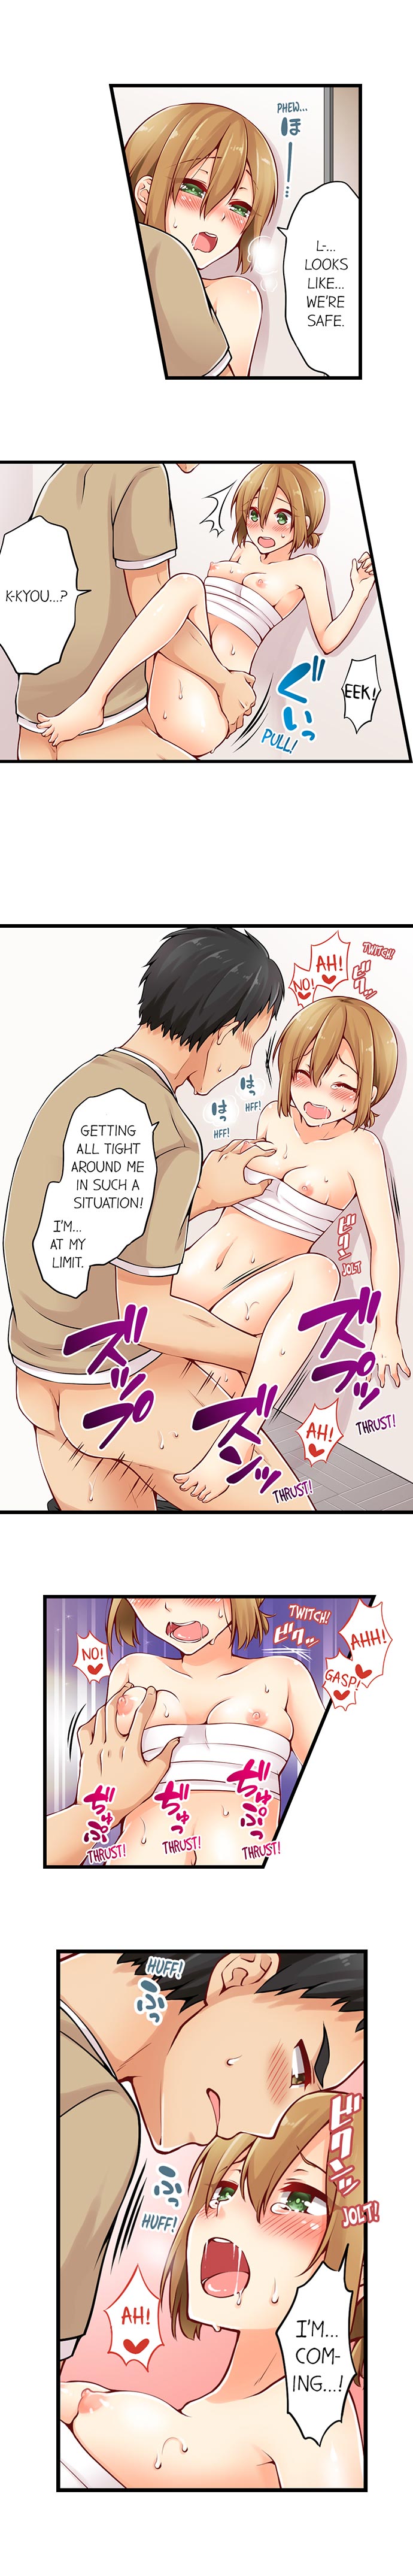 PHEW...
ほ
ー
...
L-...
LOOKS
LIKE...
WE'RE
SAFE.
K-KYOU...?
EEK!
ぐいっ
PULL!
TWITCH!
ビクッ
AH!
NO!
はっ
HFF!
はっ
HFF!
GETTING
ALL TIGHT
AROUND ME
IN SUCH A
SITUATION!
I'M...
AT MY
LIMIT.
ビクン
JOLT
ズプッ
THRUST!
AH!
ズプッ
ズンッ
THRUST!
TWITCH!
ビクッ
AHH!
GASP!
NO!
ぢゅぷ
THRUST!
ぢゅっ
THRUST!
ぢゅぷっ
THRUST!
HUFF!
ふっ
ビクンッ
JOLT!
ふっ
HUFF!
AH!
I'M...
COM-
ING...!